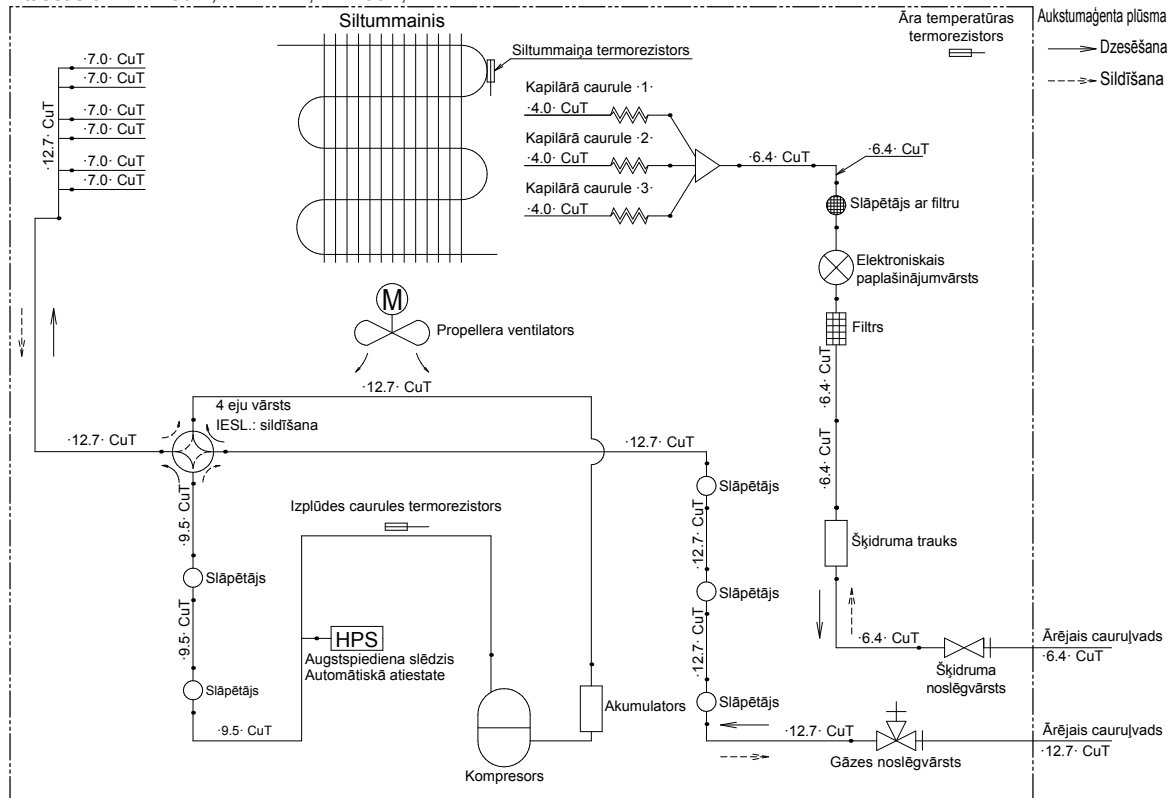 Siltummainis
Āra temperatūras
termorezistors
Aukstumaģenta plūsma
Dzesēšana
Sildīšana
Siltummaiņa termorezistors
·7.0· CuT
·7.0· CuT
·7.0· CuT
·7.0· CuT
·7.0· CuT
·7.0· CuT
·12.7· CuT
Kapilārā caurule ·1·
·4.0· CuT
Kapilārā caurule ·2·
·4.0· CuT
Kapilārā caurule ·3·
·4.0· CuT
·6.4· CuT
·6.4· CuT
Slāpētājs ar filtru
Elektroniskais
paplašinājumvārsts
Filtrs
·6.4· CuT
·6.4· CuT
M
Propellera ventilators
·12.7· CuT
4 eju vārsts
IESL.: sildīšana
·12.7· CuT
·12.7· CuT
Slāpētājs
·12.7· CuT
Slāpētājs
·12.7· CuT
Slāpētājs
·9.5· CuT
Slāpētājs
·9.5· CuT
Slāpētājs
·9.5· CuT
Izplūdes caurules termorezistors
HPS
Augstspiediena slēdzis
Automātiskā atiestate
Kompresors
Akumulators
Šķidruma trauks
·6.4· CuT
Šķidruma
noslēgvārsts
Ārējais cauruļvads
·6.4· CuT
·12.7· CuT
Gāzes noslēgvārsts
Ārējais cauruļvads
·12.7· CuT